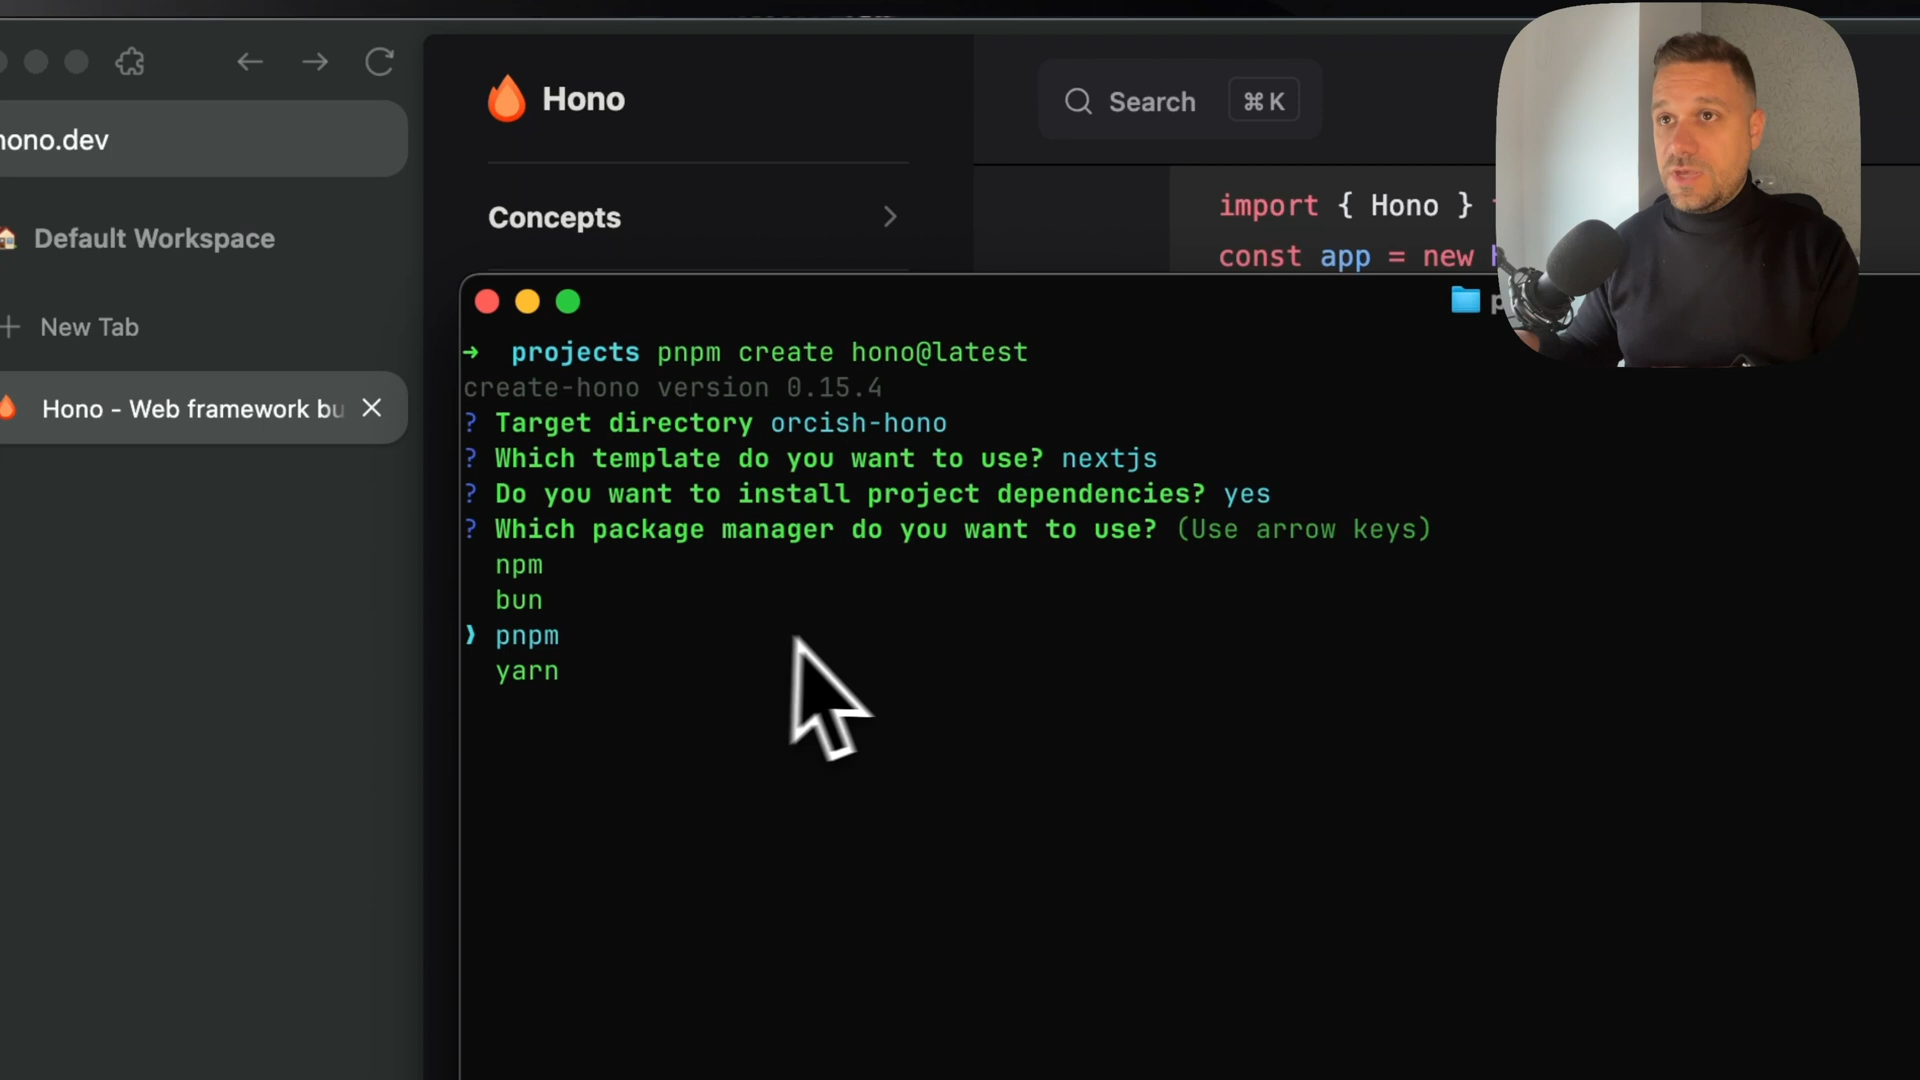 Hono
Search
⌘ K
hono.dev
Concepts
import { Hono }
const app = new
Default Workspace
+ New Tab
Hono - Web framework bu
➜ projects pnpm create hono@latest
create-hono version 0.15.4
? Target directory orcish-hono
? Which template do you want to use? nextjs
? Do you want to install project dependencies? yes
? Which package manager do you want to use? (Use arrow keys)
npm
bun
❯ pnpm
yarn